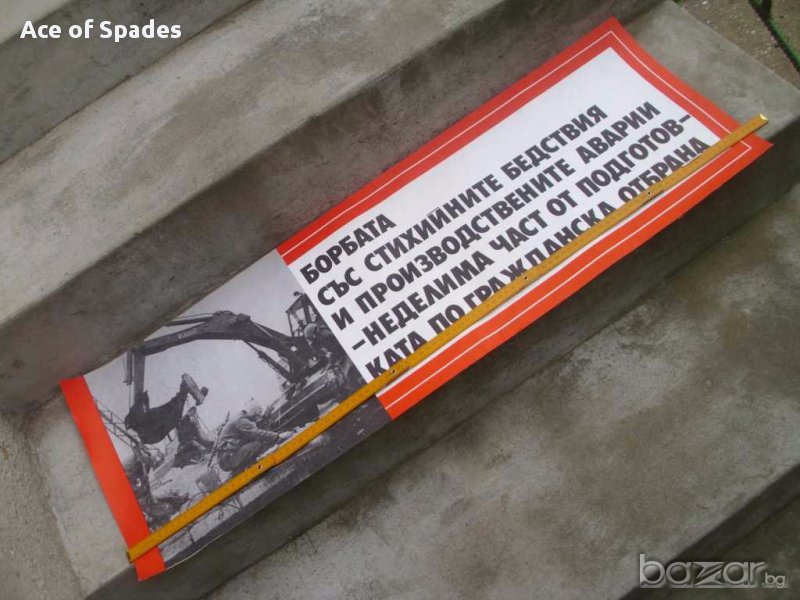 Ace of Spades
БОРБАТА
СЪС СТИХИЙНИТЕ БЕДСТВИЯ
И ПРОИЗВОДСТВЕНИТЕ АВАРИИ
–НЕДЕЛИМА ЧАСТ ОТ ПОДГОТОВ–
КАТА ПО ГРАЖДАНСКА ОТБРАНА
bazar.bg